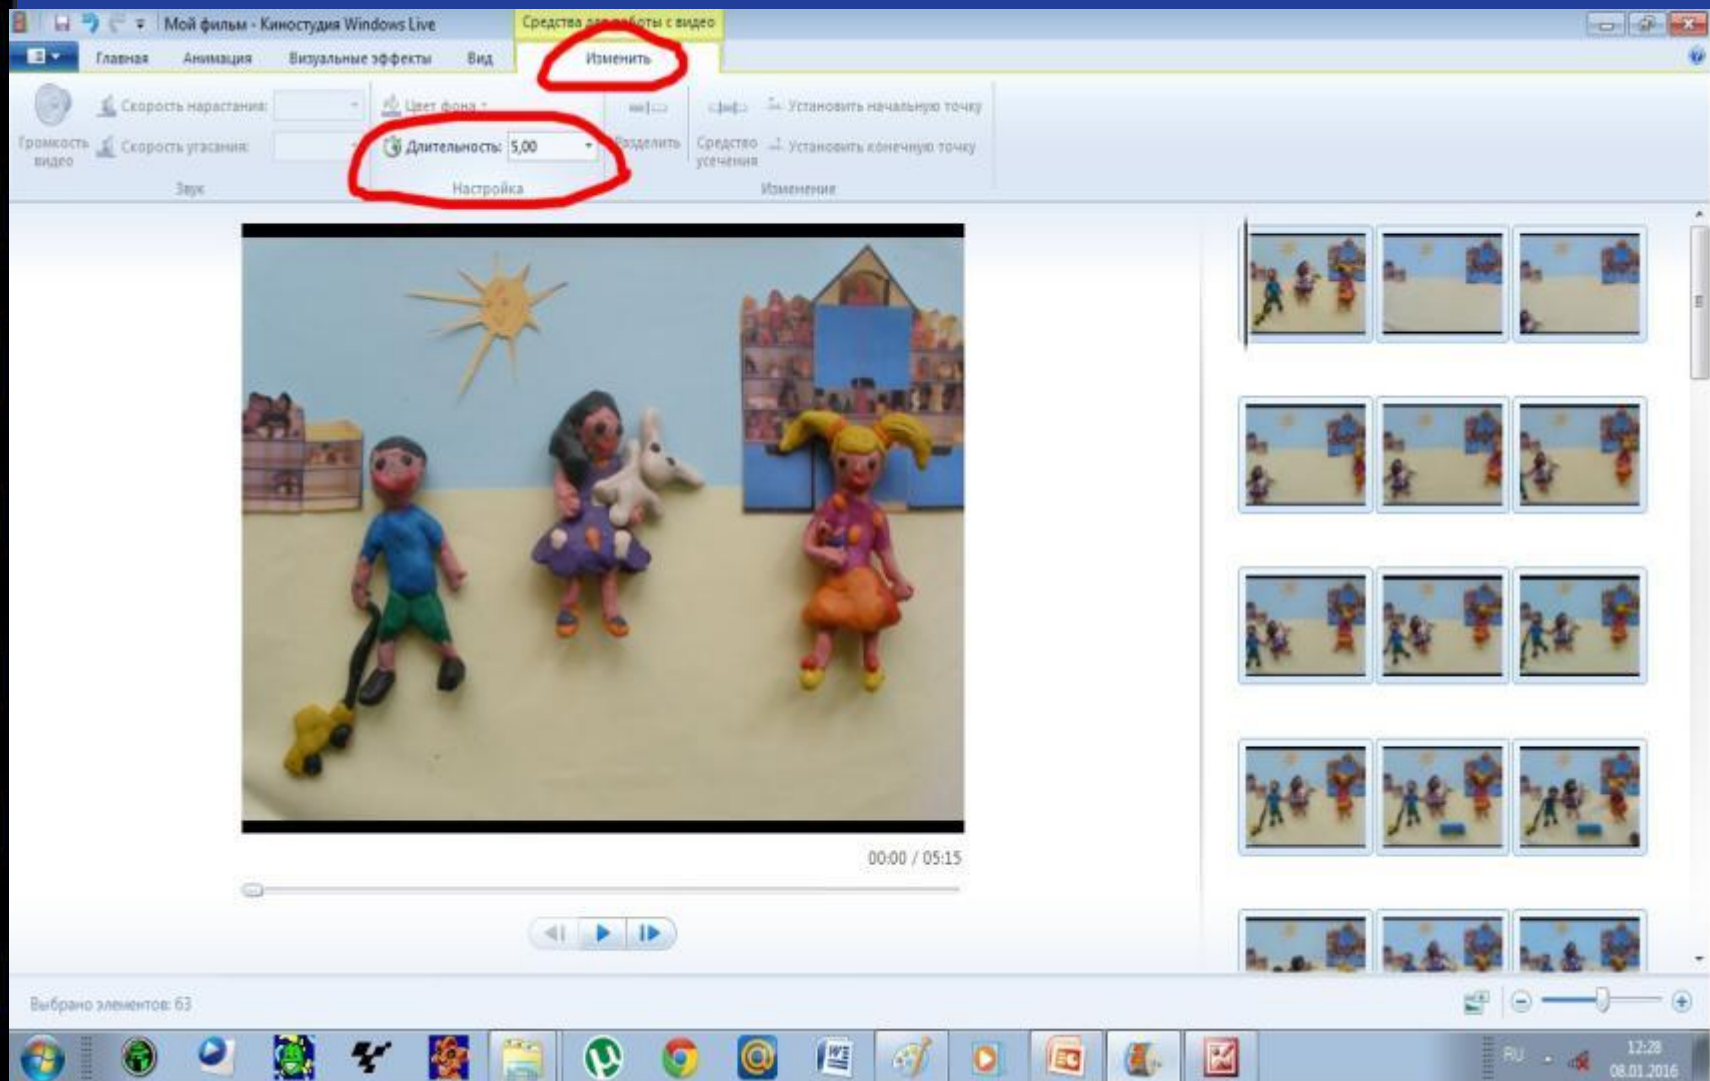 Мой фильм - Киностудия Windows Live
Средства для работы с видео
Главная Анимация Визуальные эффекты Вид Изменить
Скорость нарастания: Цвет фона Установить начальную точку
Громкость видео Скорость угасания: Длительность: 5,00 Разделить Средство усечения Установить конечную точку
Звук Настройка Изменение
00:00 / 05:15
Выбрано элементов: 63
RU 12:28
08.01.2016